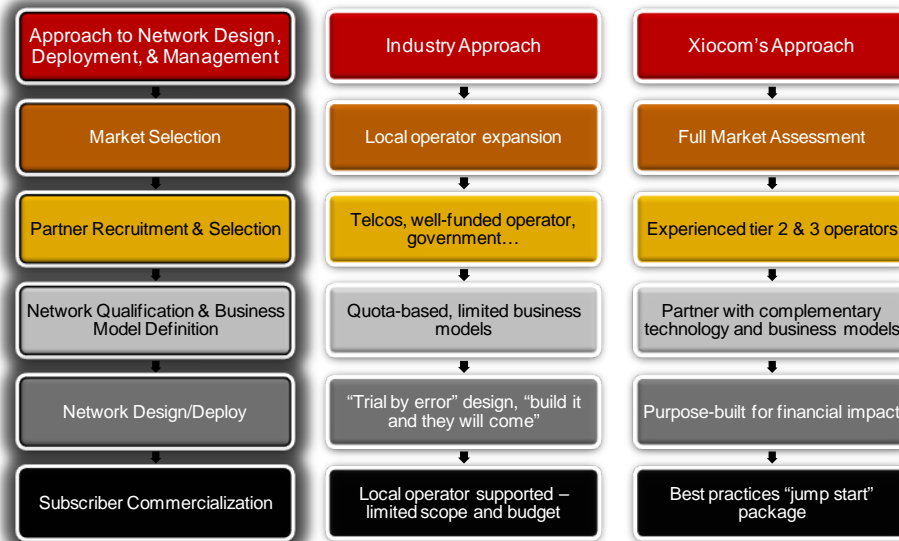 Approach to Network Design,
Deployment, & Management
Market Selection
Partner Recruitment & Selection
Network Qualification & Business
Model Definition
Network Design/Deploy
Subscriber Commercialization
Industry Approach
Local operator expansion
Telcos, well-funded operator,
government…
Quota-based, limited business
models
“Trial by error” design, “build it
and they will come”
Local operator supported –
limited scope and budget
Xiocom’s Approach
Full Market Assessment
Experienced tier 2 & 3 operators
Partner with complementary
technology and business models
Purpose-built for financial impact
Best practices “jump start”
package